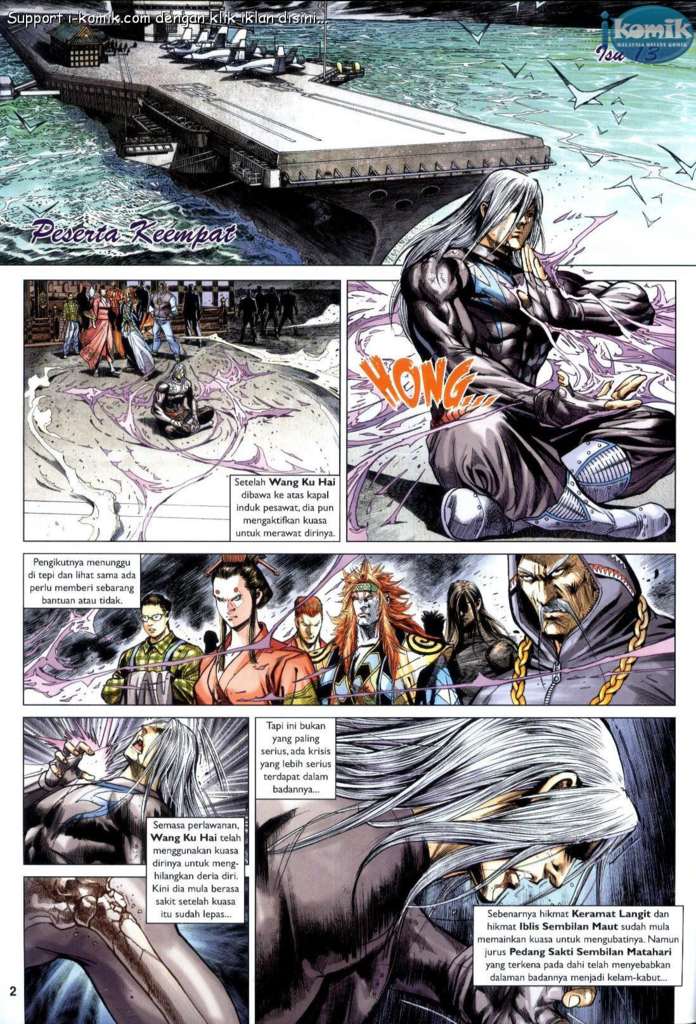 Support i-komik.com dengan klik iklan disini...
i komik
MALAYSIA ONLINE KOMIK
Isu 13
Peserta Keempat
HONG...
Setelah Wang Ku Hai
dibawa ke atas kapal
induk pesawat, dia pun
mengaktifkan kuasa
untuk merawat dirinya.
Pengikutnya menunggu
di tepi dan lihat sama ada
perlu memberi sebarang
bantuan atau tidak.
Tapi ini bukan
yang paling
serius, ada krisis
yang lebih serius
terdapat dalam
badannya...
Semasa perlawanan,
Wang Ku Hai telah
menggunakan kuasa
dirinya untuk meng-
hilangkan deria diri.
Kini dia mula berasa
sakit setelah kuasa
itu sudah lepas...
Sebenarnya hikmat Keramat Langit dan
hikmat Iblis Sembilan Maut sudah mula
memainkan kuasa untuk mengubatinya. Namun
jurus Pedang Sakti Sembilan Matahari
yang terkena pada dahi telah menyebabkan
dalaman badannya menjadi kelam-kabut...
2